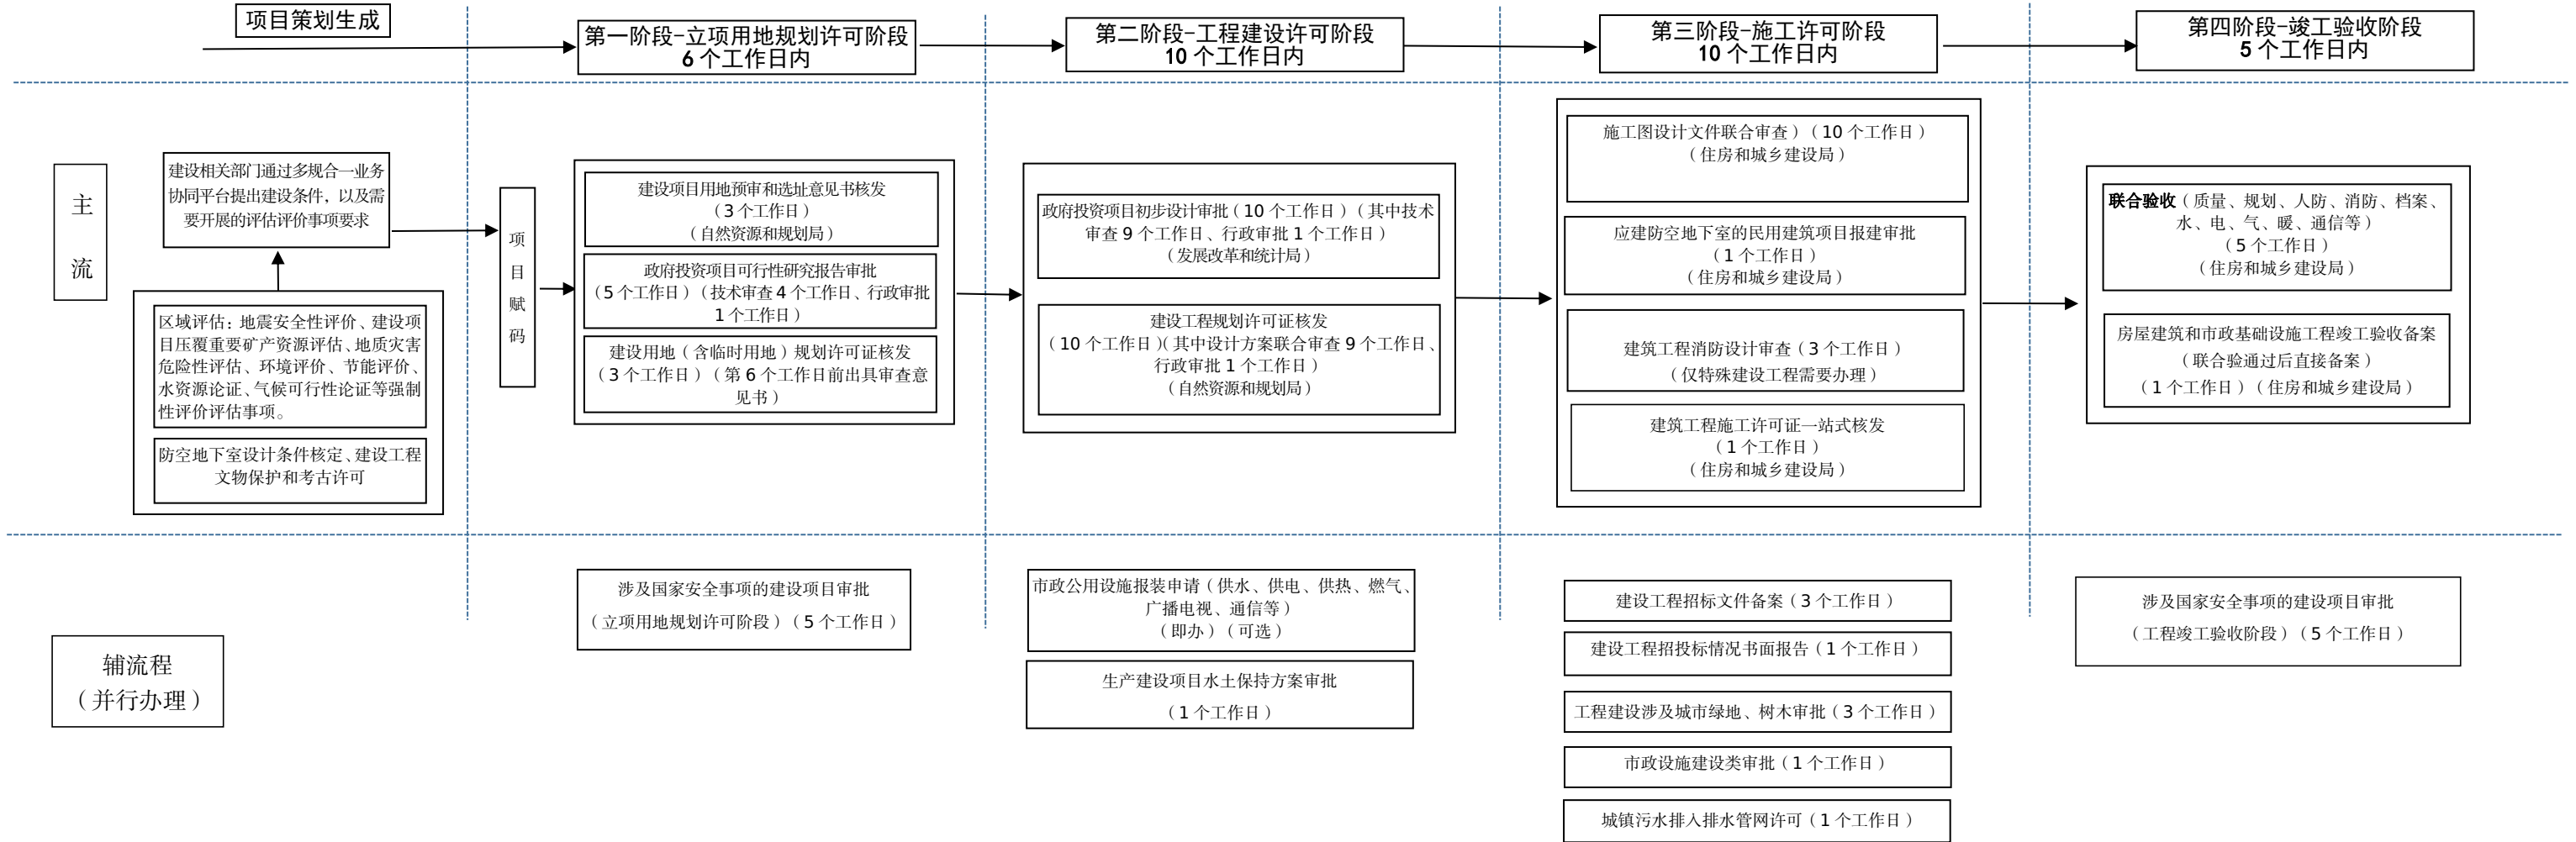 项目策划生成
第一阶段-立项用地规划许可阶段
6 个工作日内
第二阶段-工程建设许可阶段
10 个工作日内
第三阶段-施工许可阶段
10 个工作日内
第四阶段-竣工验收阶段
5 个工作日内
主
流
建设相关部门通过多规合一业务
协同平台提出建设条件，以及需
要开展的评估评价事项要求
区域评估：地震安全性评价、建设项
目压覆重要矿产资源评估、地质灾害
危险性评估、环境评价、节能评价、
水资源论证、气候可行性论证等强制
性评价评估事项。
防空地下室设计条件核定、建设工程
文物保护和考古许可
项
目
赋
码
建设项目用地预审和选址意见书核发
（3 个工作日）
（自然资源和规划局）
政府投资项目可行性研究报告审批
（5 个工作日）（技术审查 4 个工作日、行政审批
1 个工作日）
建设用地（含临时用地）规划许可证核发
（3 个工作日）（第 6 个工作日前出具审查意
见书）
政府投资项目初步设计审批（10 个工作日）（其中技术
审查 9 个工作日、行政审批 1 个工作日）
（发展改革和统计局）
建设工程规划许可证核发
（10 个工作日）（其中设计方案联合审查 9 个工作日、
行政审批 1 个工作日）
（自然资源和规划局）
施工图设计文件联合审查）（10 个工作日）
（住房和城乡建设局）
应建防空地下室的民用建筑项目报建审批
（1 个工作日）
（住房和城乡建设局）
建筑工程消防设计审查（3 个工作日）
（仅特殊建设工程需要办理）
建筑工程施工许可证一站式核发
（1 个工作日）
（住房和城乡建设局）
联合验收（质量、规划、人防、消防、档案、
水、电、气、暖、通信等）
（5 个工作日）
（住房和城乡建设局）
房屋建筑和市政基础设施工程竣工验收备案
（联合验通过后直接备案）
（1 个工作日）（住房和城乡建设局）
辅流程
（并行办理）
涉及国家安全事项的建设项目审批
（立项用地规划许可阶段）（5 个工作日）
市政公用设施报装申请（供水、供电、供热、燃气、
广播电视、通信等）
（即办）（可选）
生产建设项目水土保持方案审批
（1 个工作日）
建设工程招标文件备案（3 个工作日）
建设工程招投标情况书面报告（1 个工作日）
工程建设涉及城市绿地、树木审批（3 个工作日）
市政设施建设类审批（1 个工作日）
城镇污水排入排水管网许可（1 个工作日）
涉及国家安全事项的建设项目审批
（工程竣工验收阶段）（5 个工作日）